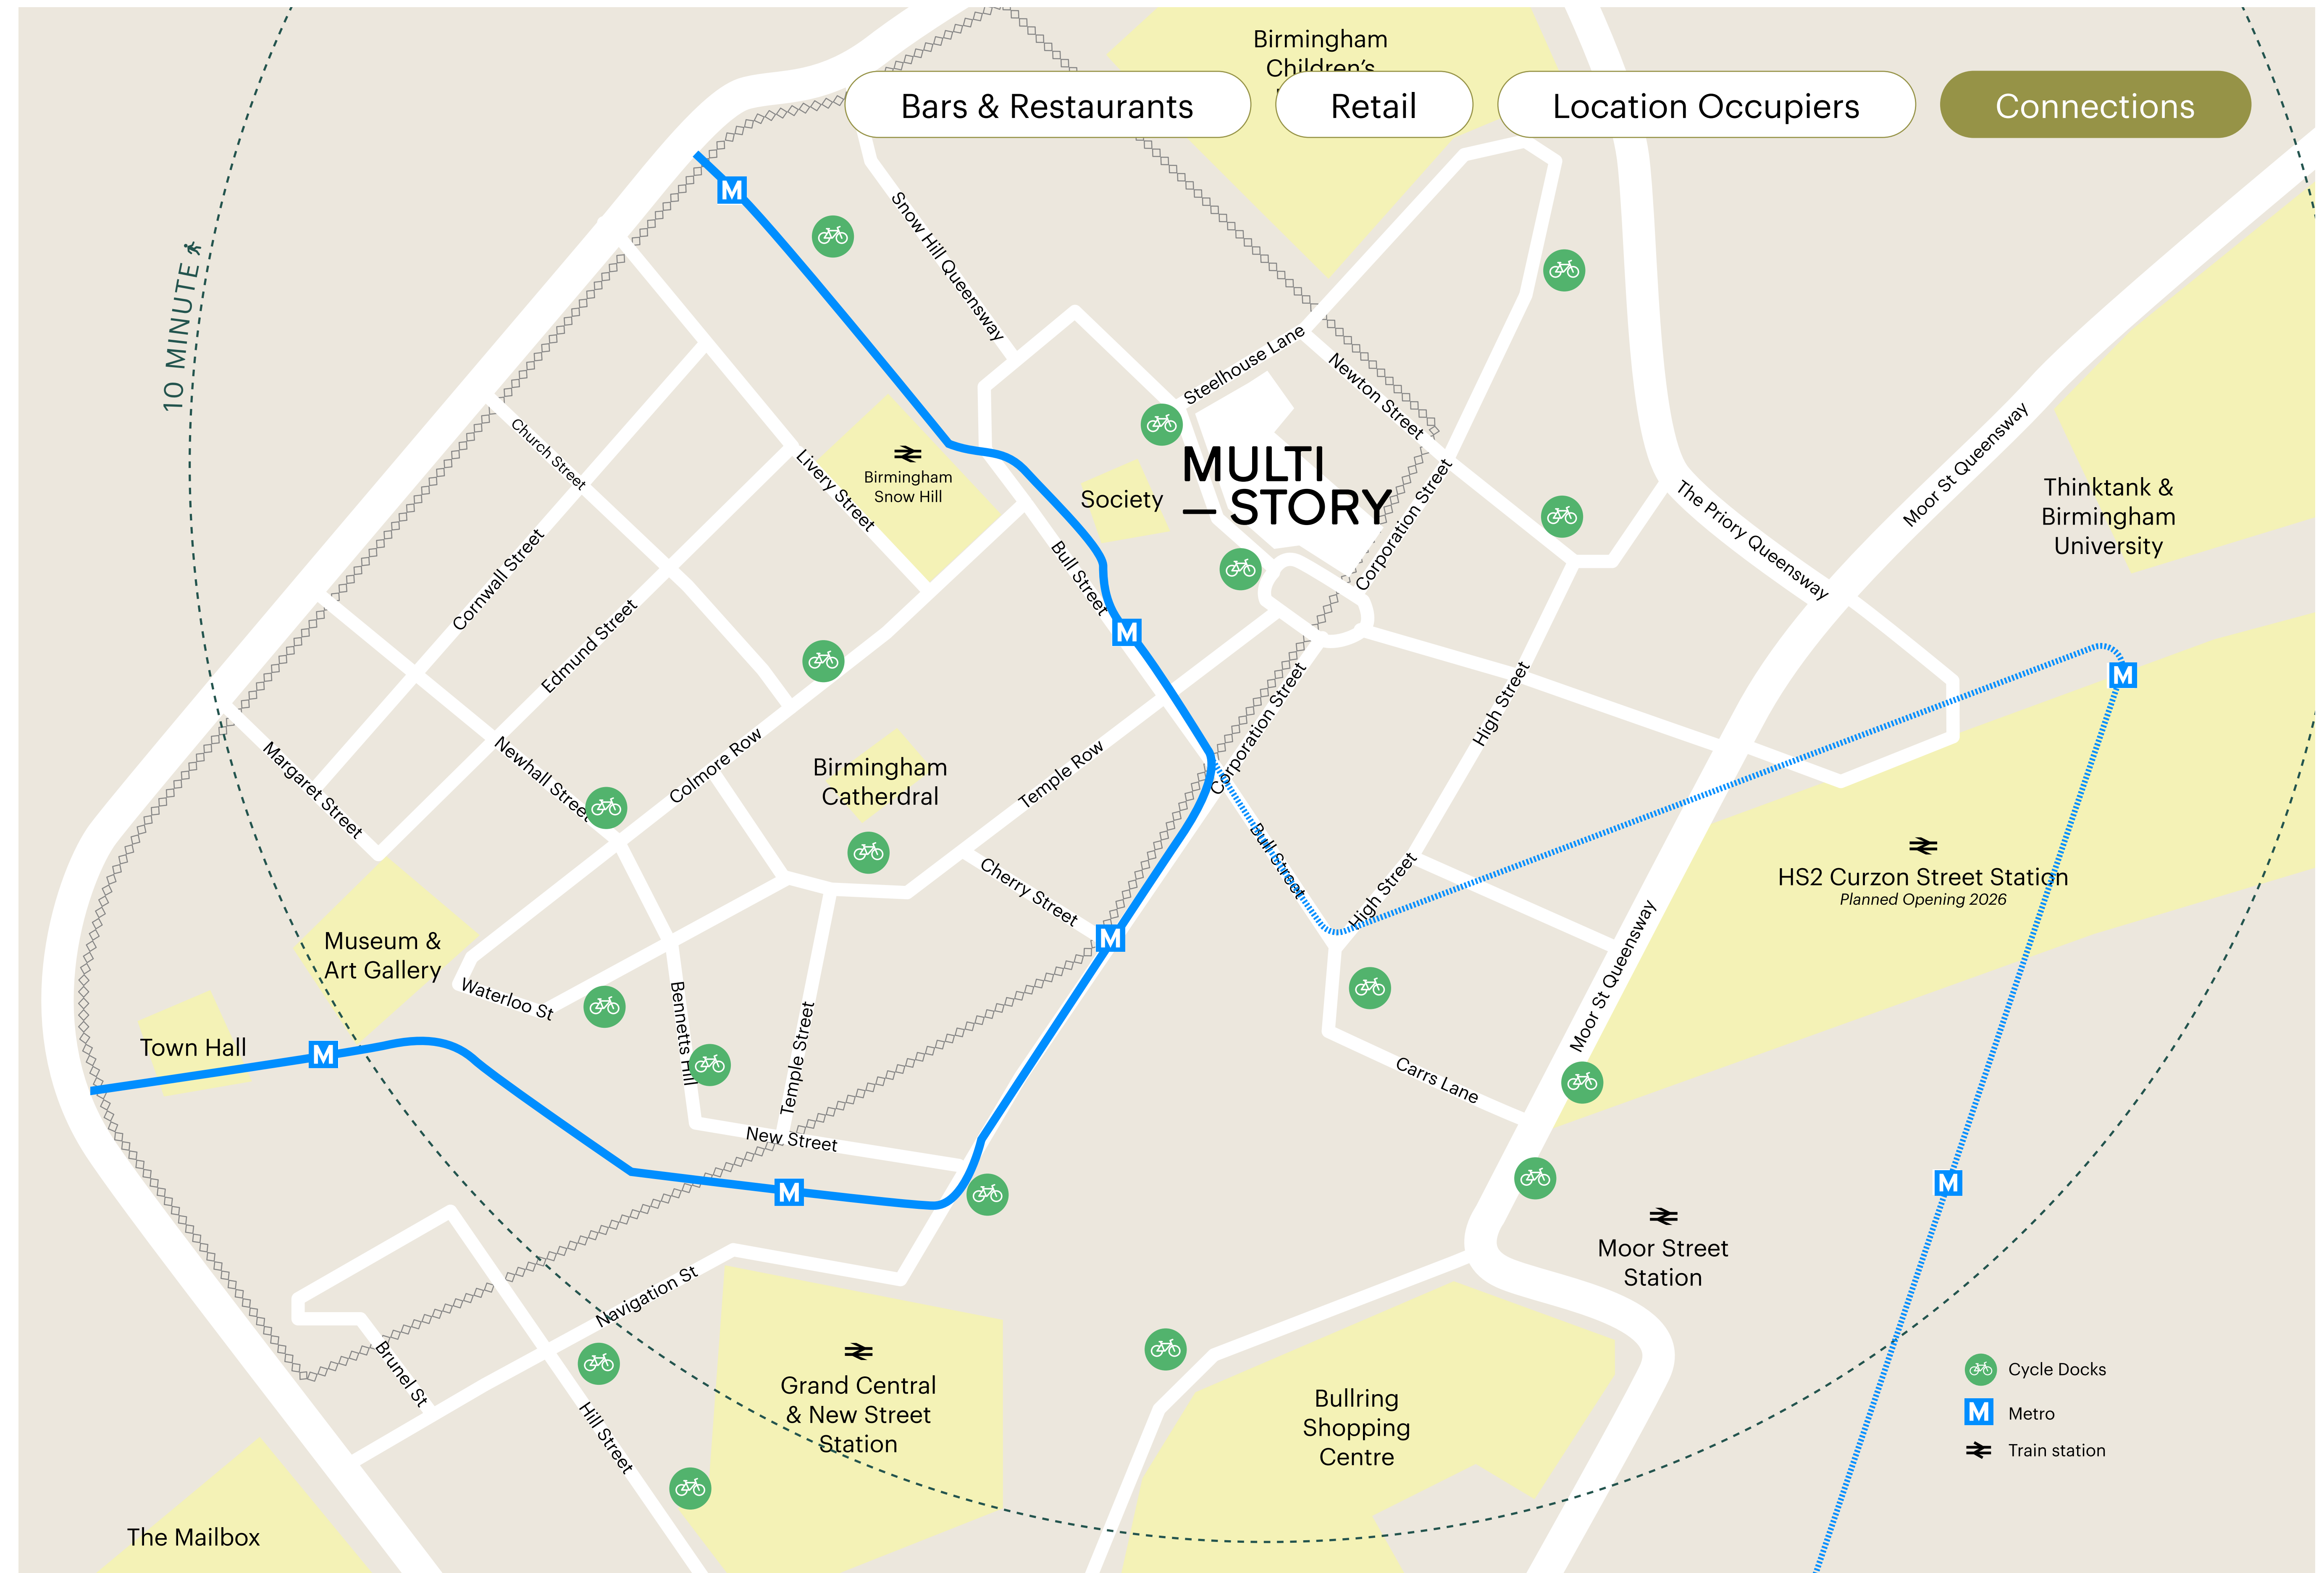 Birmingham
Children's
Bars & Restaurants
Retail
Location Occupiers
Connections
M
10 MINUTE
Snow Hill Queensway
Steelhouse Lane
Newton Street
Church Street
Livery Street
Birmingham
Snow Hill
Society
MULTI
— STORY
Corporation Street
The Priory Queensway
Moor St Queensway
Thinktank &
Birmingham
University
Cornwall Street
Edmund Street
Bull Street
M
M
Margaret Street
Newhall Street
Colmore Row
Birmingham
Catherdral
Temple Row
Corporation Street
High Street
Bull Street
High Street
Cherry Street
M
HS2 Curzon Street Station
Planned Opening 2026
Museum &
Art Gallery
Waterloo St
Bennetts Hill
Temple Street
Moor St Queensway
Town Hall
M
Carrs Lane
New Street
M
M
Moor Street
Station
Navigation St
Brunel St
Hill Street
Grand Central
& New Street
Station
Bullring
Shopping
Centre
The Mailbox
Cycle Docks
M Metro
Train station